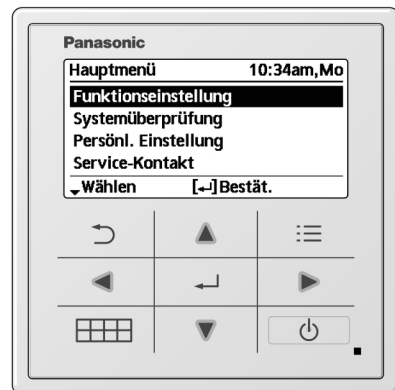 Panasonic
Hauptmenü 10:34am,Mo
Funktionseinstellung
Systemüberprüfung
Persönl. Einstellung
Service-Kontakt
Wählen [↵]Bestät.